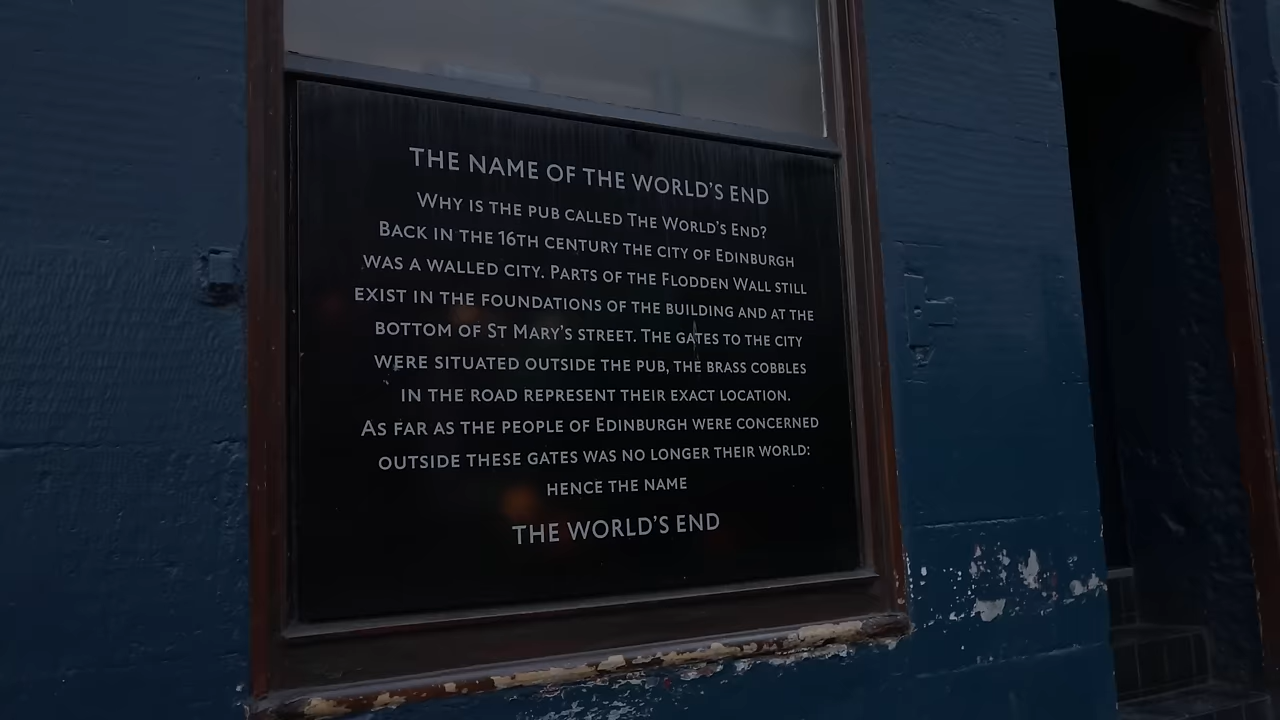 THE NAME OF THE WORLD'S END
WHY IS THE PUB CALLED THE WORLD'S END?
BACK IN THE 16TH CENTURY THE CITY OF EDINBURGH
WAS A WALLED CITY. PARTS OF THE FLODDEN WALL STILL
EXIST IN THE FOUNDATIONS OF THE BUILDING AND AT THE
BOTTOM OF ST MARY'S STREET. THE GATES TO THE CITY
WERE SITUATED OUTSIDE THE PUB, THE BRASS COBBLES
IN THE ROAD REPRESENT THEIR EXACT LOCATION.
AS FAR AS THE PEOPLE OF EDINBURGH WERE CONCERNED
OUTSIDE THESE GATES WAS NO LONGER THEIR WORLD:
HENCE THE NAME
THE WORLD'S END